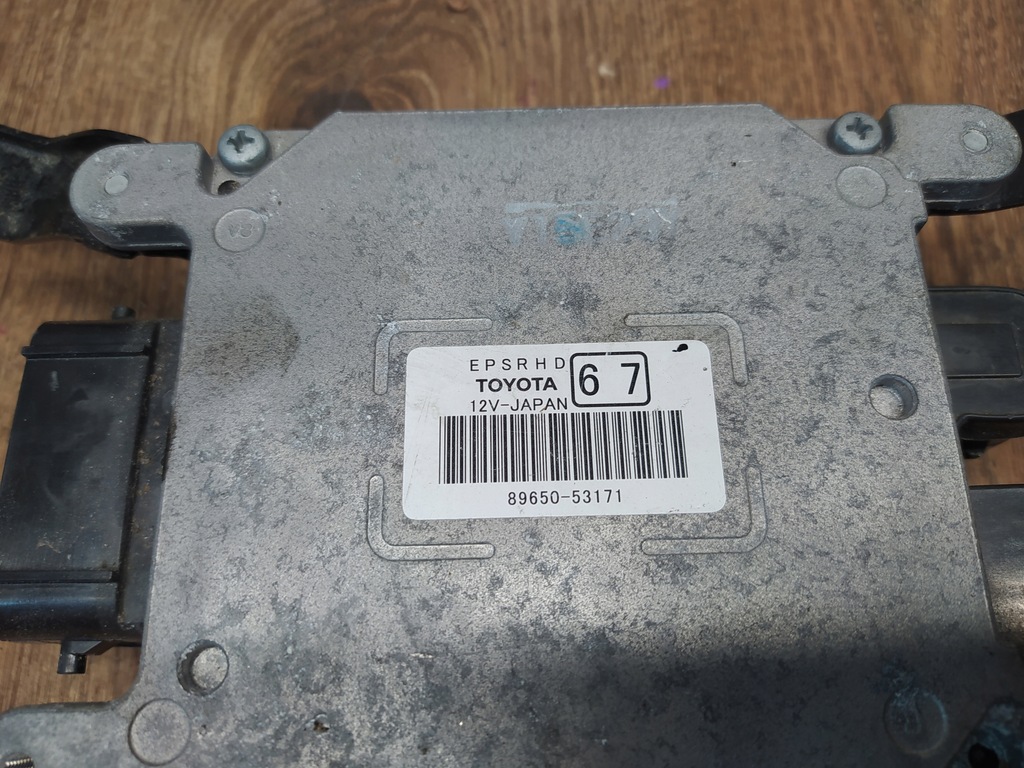 EPSRHD
TOYOTA
12V-JAPAN
67
89650-53171